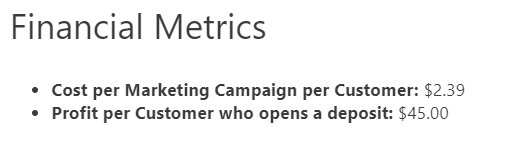 Financial Metrics
• Cost per Marketing Campaign per Customer: $2.39
• Profit per Customer who opens a deposit: $45.00